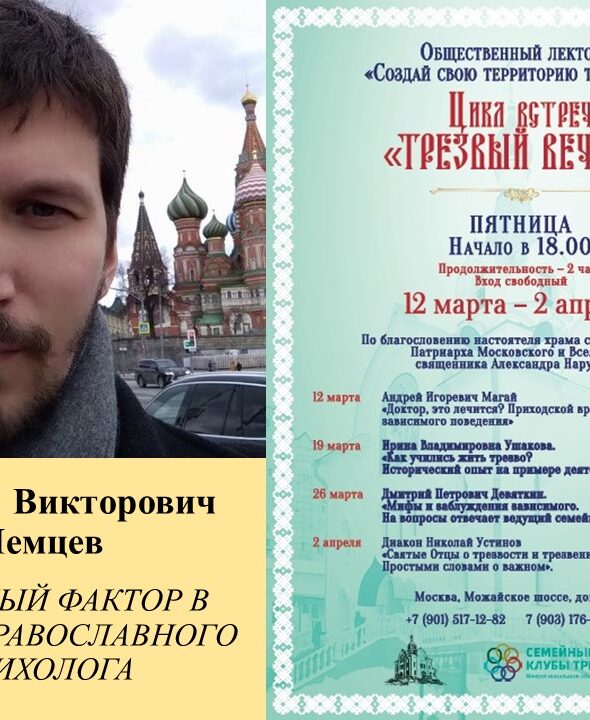 Викторович
Немцев
ЫЙ ФАКТОР В
РАВОСЛАВНОГО
ИХОЛОГА
Общественный лекто
«Создай свою территорию т
Цикл встреч
«ТРЕЗВЫЙ ВЕЧ
ПЯТНИЦА
Начало в 18.00
Продолжительность – 2 ча
Вход свободный
12 марта – 2 апр
По благословению настоятеля храма с
Патриарха Московского и Все
священника Александра Нару
12 марта
Андрей Игоревич Магай
«Доктор, это лечится? Приходской вр
зависимого поведения»
19 марта
Ирина Владимировна Ушакова.
«Как учились жить трезво?
Исторический опыт на примере деят
26 марта
Дмитрий Петрович Девяткин.
«Мифы и заблуждения зависимого.
На вопросы отвечает ведущий семей
2 апреля
Диакон Николай Устинов
«Святые Отцы о трезвости и трезвен
Простыми словами о важном».
Москва, Можайское шоссе, до
+7 (901) 517-12-82 7 (903) 176-
СЕМЕЙНЫ
КЛУБЫ ТР
Межрегиональное об